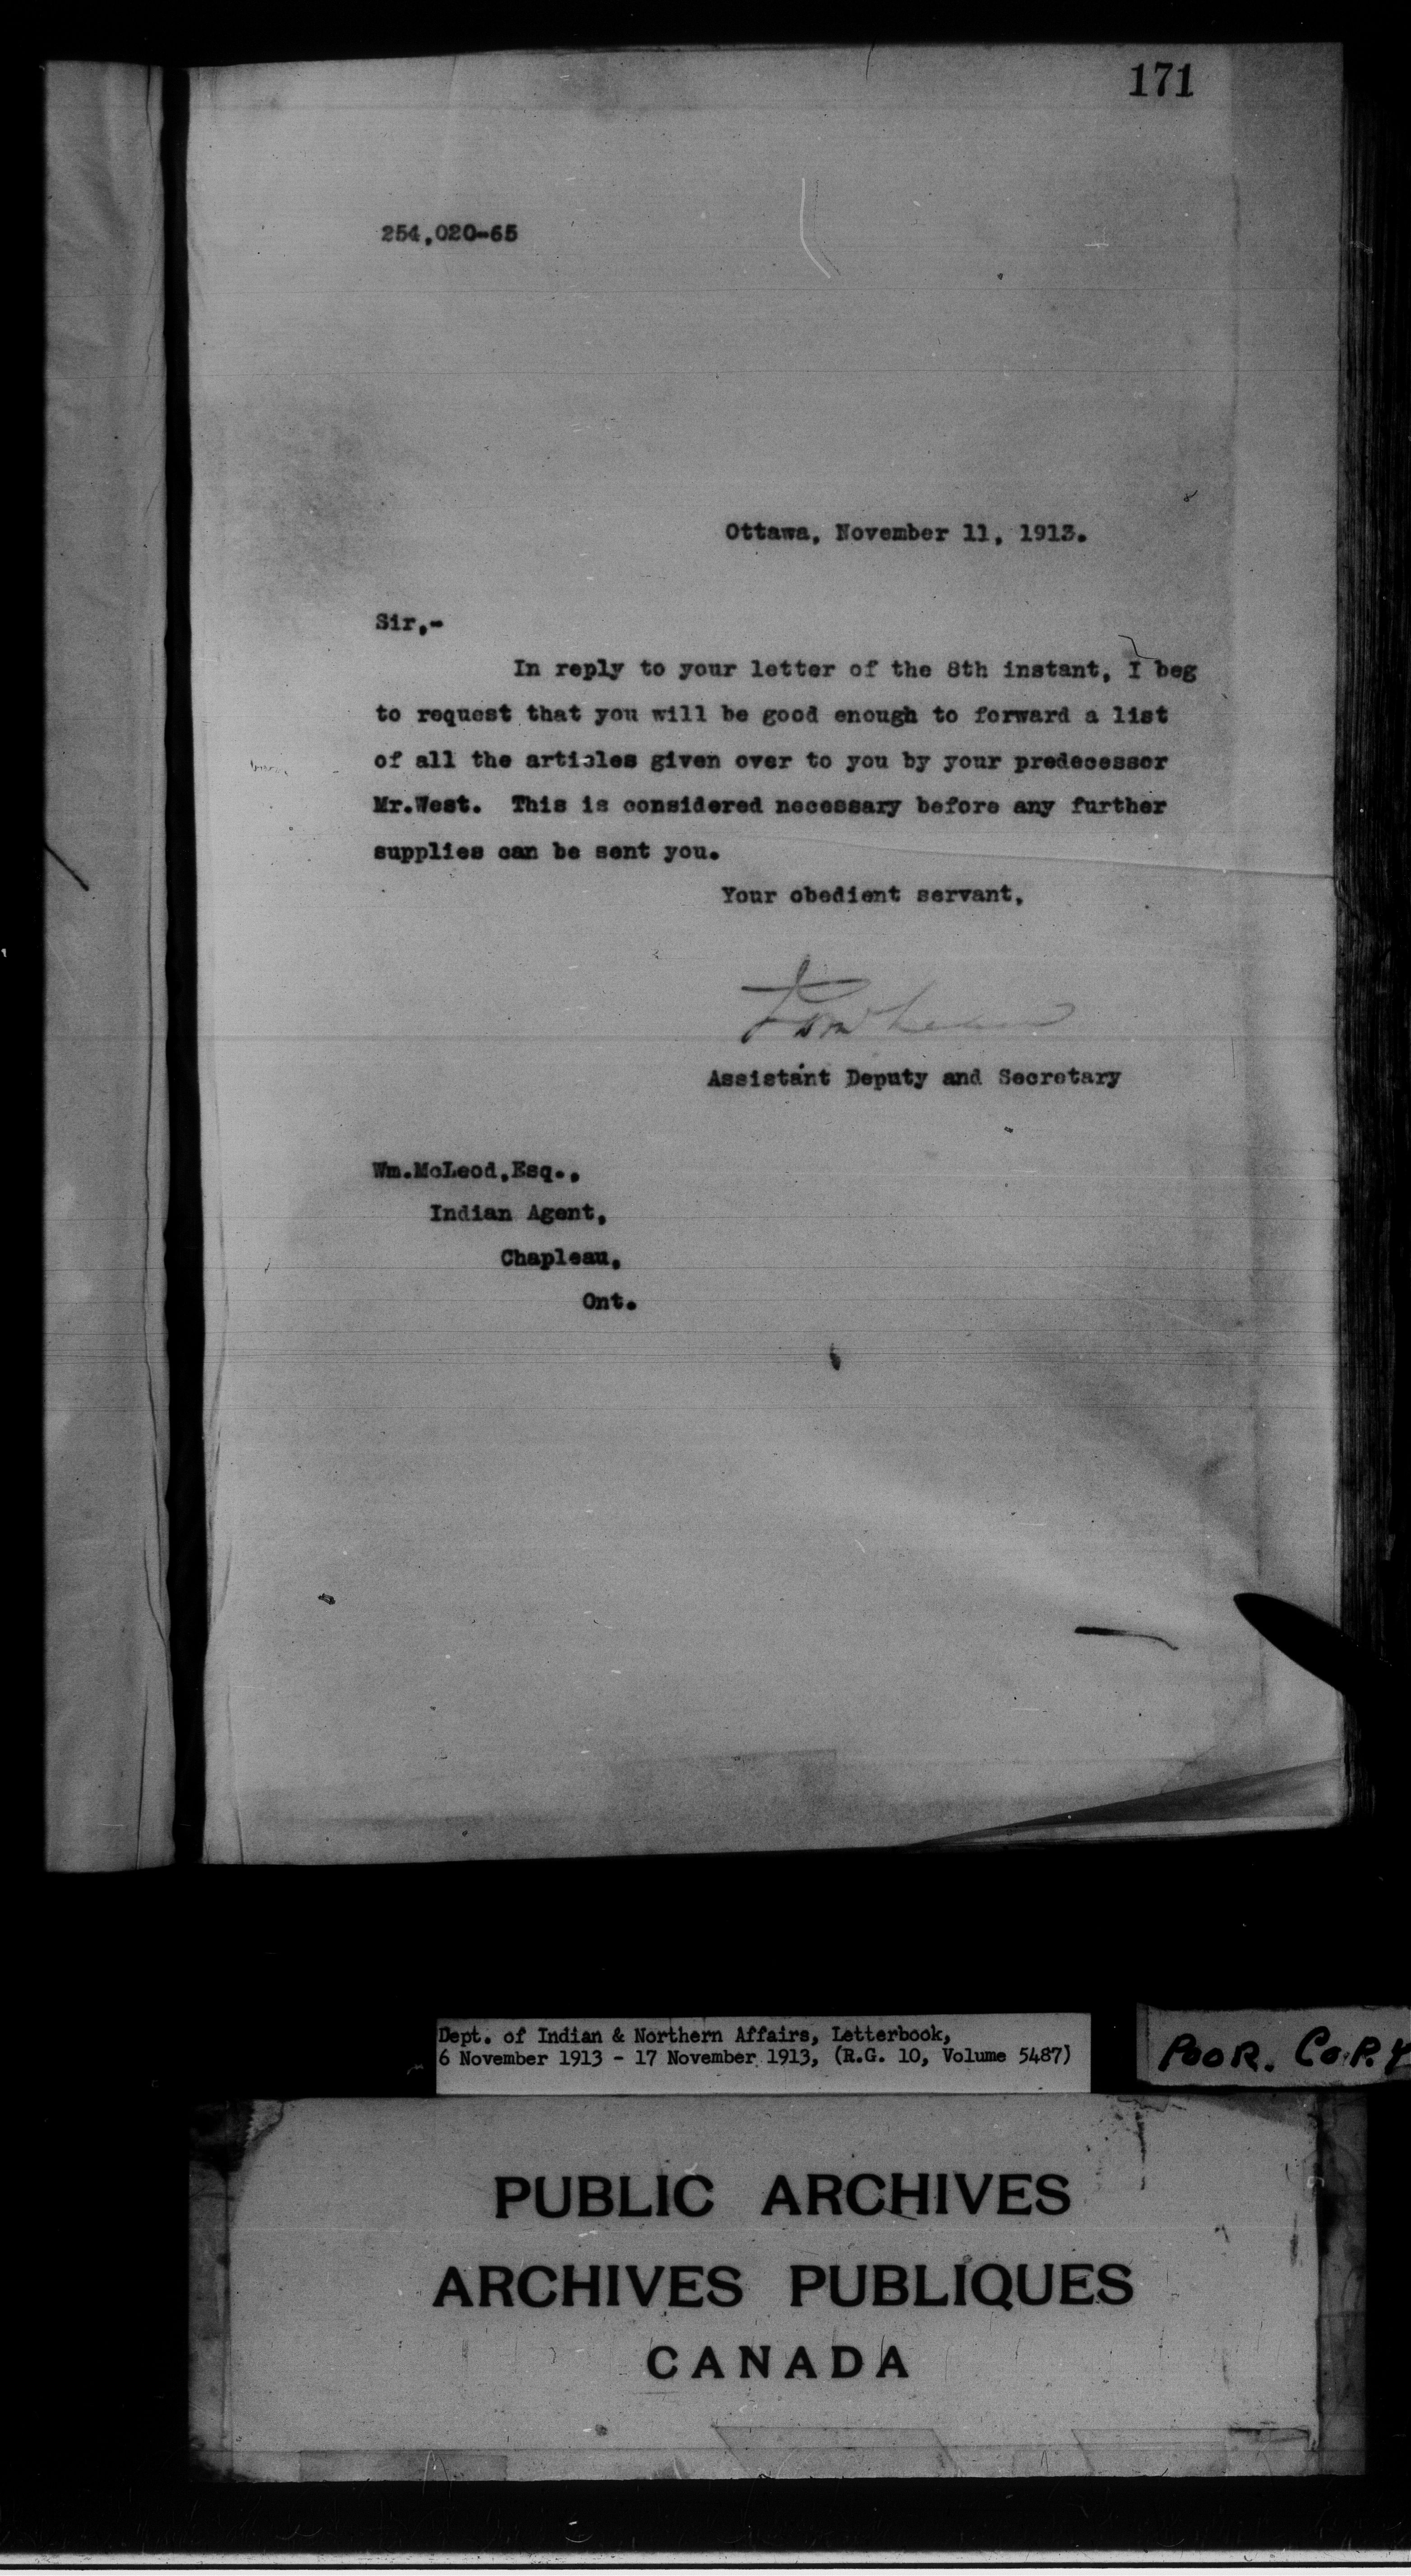 171
254,020-65
Ottawa, November 11, 1913.
Sir,-
In reply to your letter of the 8th instant, I beg
to request that you will be good enough to forward a list
of all the articles given over to you by your predecessor
Mr.West. This is considered necessary before any further
supplies can be sent you.
Your obedient servant,
Assistant Deputy and Secretary
Wm.McLeod,Esq.,
Indian Agent,
Chapleau,
Ont.
Dept. of Indian & Northern Affairs, Letterbook,
6 November 1913 - 17 November 1913, (R.G. 10, Volume 5487)
POOR. COPY
PUBLIC ARCHIVES
ARCHIVES PUBLIQUES
CANADA